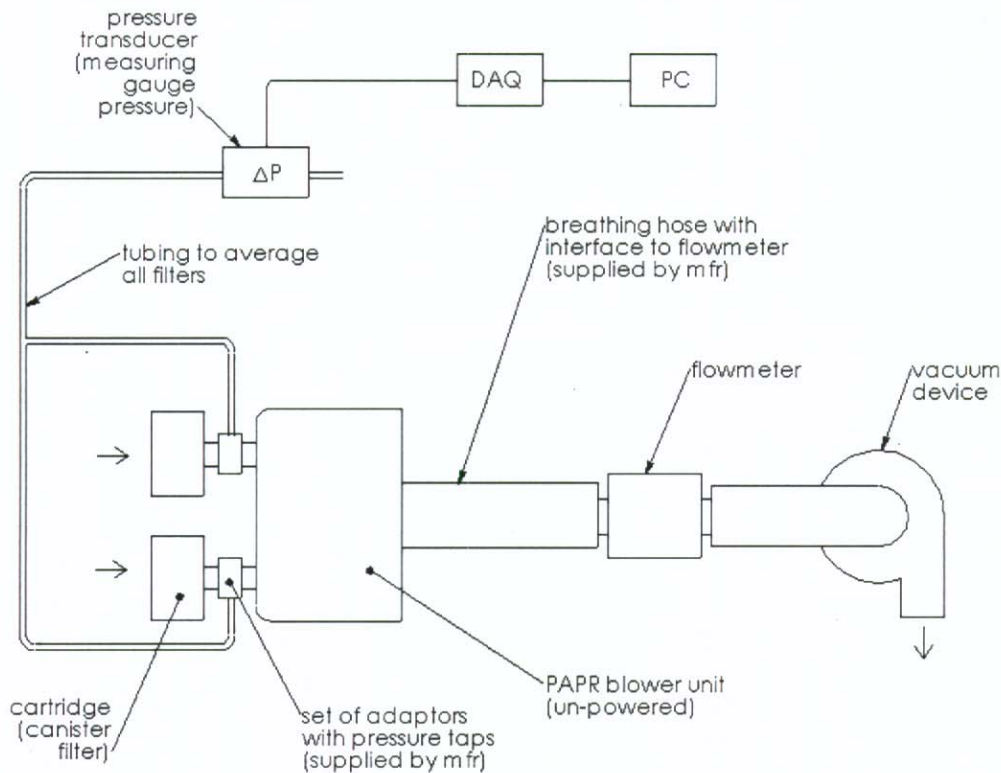 pressure
transducer
(measuring
gauge
pressure)
DAQ
PC
ΔP
tubing to average
all filters
breathing hose with
interface to flowmeter
(supplied by mfr)
flowmeter
vacuum
device
cartridge
(canister
filter)
set of adaptors
with pressure taps
(supplied by mfr)
PAPR blower unit
(un-powered)